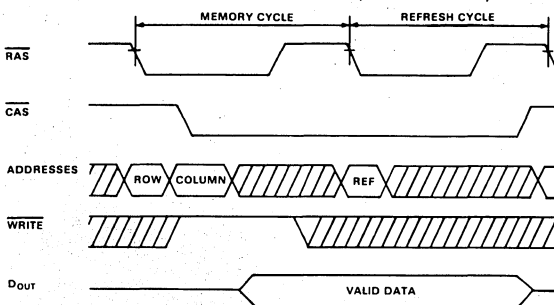 MEMORY CYCLE REFRESH CYCLE
RAS
CAS
ADDRESSES ROW COLUMN REF
WRITE
DOUT VALID DATA